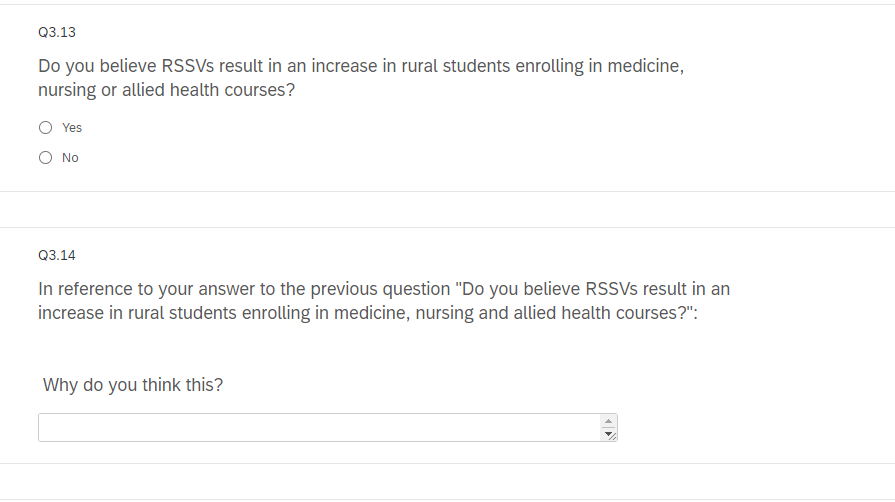 Q3.13
Do you believe RSSVs result in an increase in rural students enrolling in medicine,
nursing or allied health courses?
Yes
No
Q3.14
In reference to your answer to the previous question "Do you believe RSSVs result in an
increase in rural students enrolling in medicine, nursing and allied health courses?":
Why do you think this?